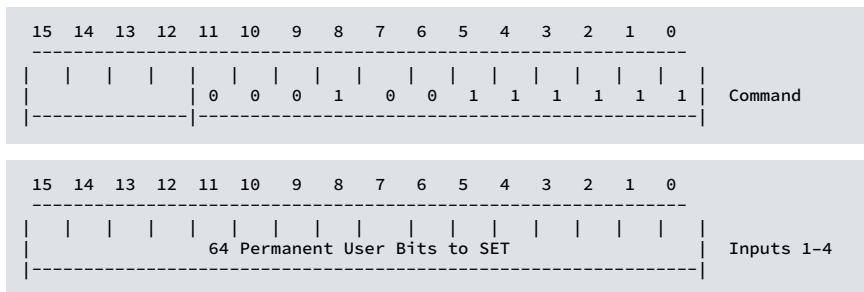 15 14 13 12 11 10 9 8 7 6 5 4 3 2 1 0
-----------------------------------------------------------------
| | | | | | | | | | | | | | | | |
| | 0 0 0 1 0 0 1 1 1 1 1 1 | Command
|---------------|------------------------------------------------|
15 14 13 12 11 10 9 8 7 6 5 4 3 2 1 0
-----------------------------------------------------------------
| | | | | | | | | | | | | | | | |
| 64 Permanent User Bits to SET | Inputs 1–4
|----------------------------------------------------------------|